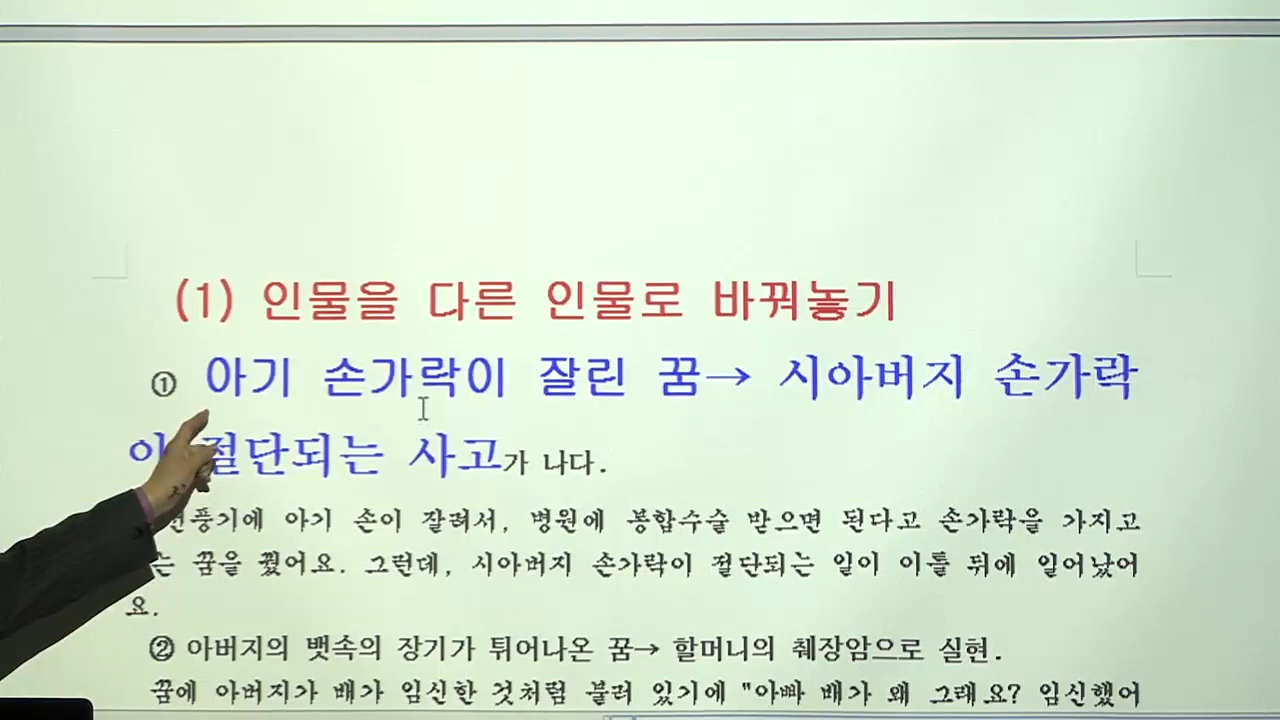 (1) 인물을 다른 인물로 바꿔놓기
① 아기 손가락이 잘린 꿈→ 시아버지 손가락
이 절단되는 사고가 나다.
아기 손이 잘려서, 병원에 봉합수술 받으면 된다고 손가락을 가지고
는 꿈을 꿨어요. 그런데, 시아버지 손가락이 절단되는 일이 이틀 뒤에 일어났어
요.
② 아버지의 뱃속의 장기가 튀어나온 꿈→ 할머니의 췌장암으로 실현.
꿈에 아버지가 배가 임신한 것처럼 불러 있기에 "아빠 배가 왜 그래요? 임신했어